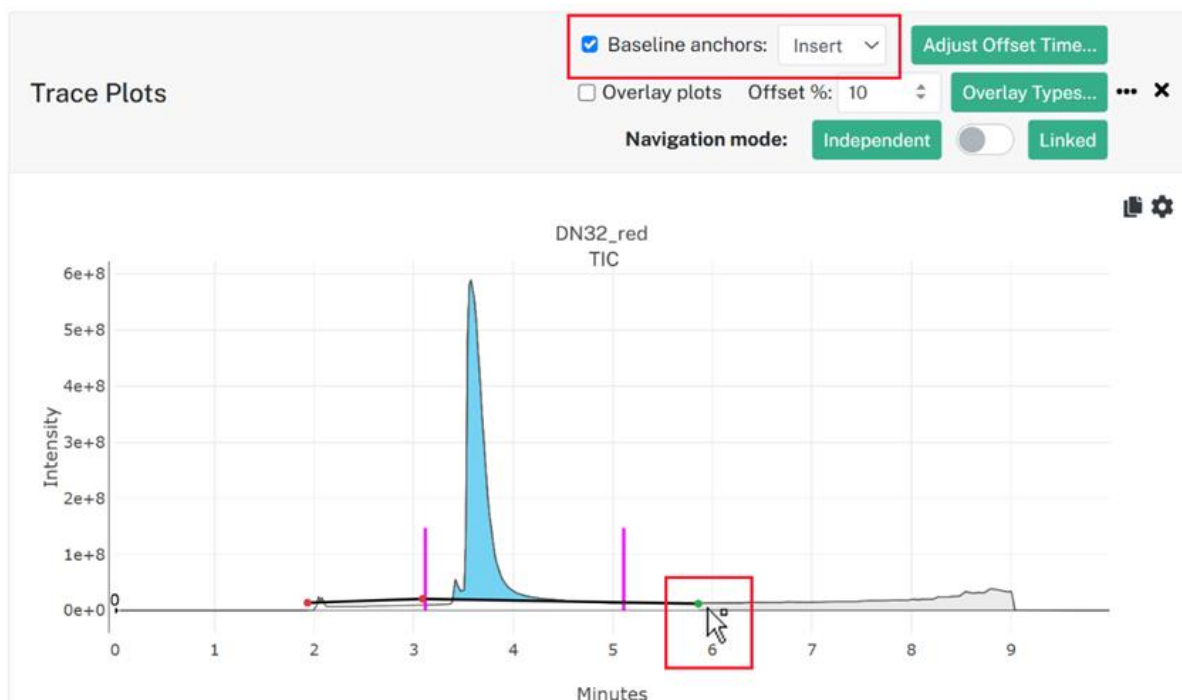 Baseline anchors: Insert Adjust Offset Time...
Trace Plots
Overlay plots Offset %: 10 Overlay Types...
Navigation mode: Independent Linked
DN32_red
TIC
6e+8
5e+8
4e+8
3e+8
2e+8
1e+8
0e+0
0
Intensity
0 1 2 3 4 5 6 7 8 9
Minutes